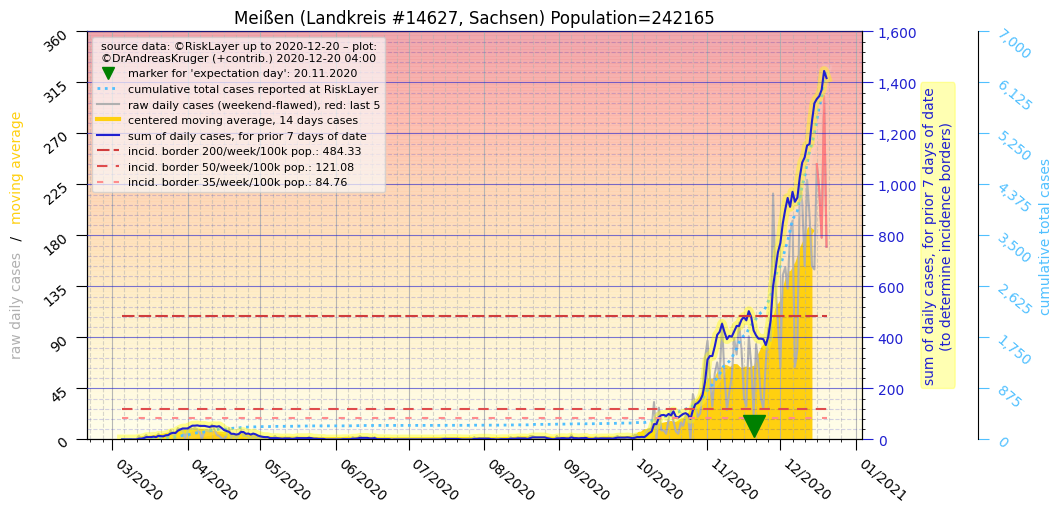 Meißen (Landkreis #14627, Sachsen) Population=242165
source data: ©RiskLayer up to 2020-12-20 – plot:
©DrAndreasKruger (+contrib.) 2020-12-20 04:00
marker for 'expectation day': 20.11.2020
cumulative total cases reported at RiskLayer
raw daily cases (weekend-flawed), red: last 5
centered moving average, 14 days cases
sum of daily cases, for prior 7 days of date
incid. border 200/week/100k pop.: 484.33
incid. border 50/week/100k pop.: 121.08
incid. border 35/week/100k pop.: 84.76
raw daily cases / moving average
360
315
270
225
180
135
90
45
0
03/2020
04/2020
05/2020
06/2020
07/2020
08/2020
09/2020
10/2020
11/2020
12/2020
01/2021
1,600
1,400
1,200
1,000
800
600
400
200
0
sum of daily cases, for prior 7 days of date
(to determine incidence borders)
7,000
6,125
5,250
4,375
3,500
2,625
1,750
875
0
cumulative total cases